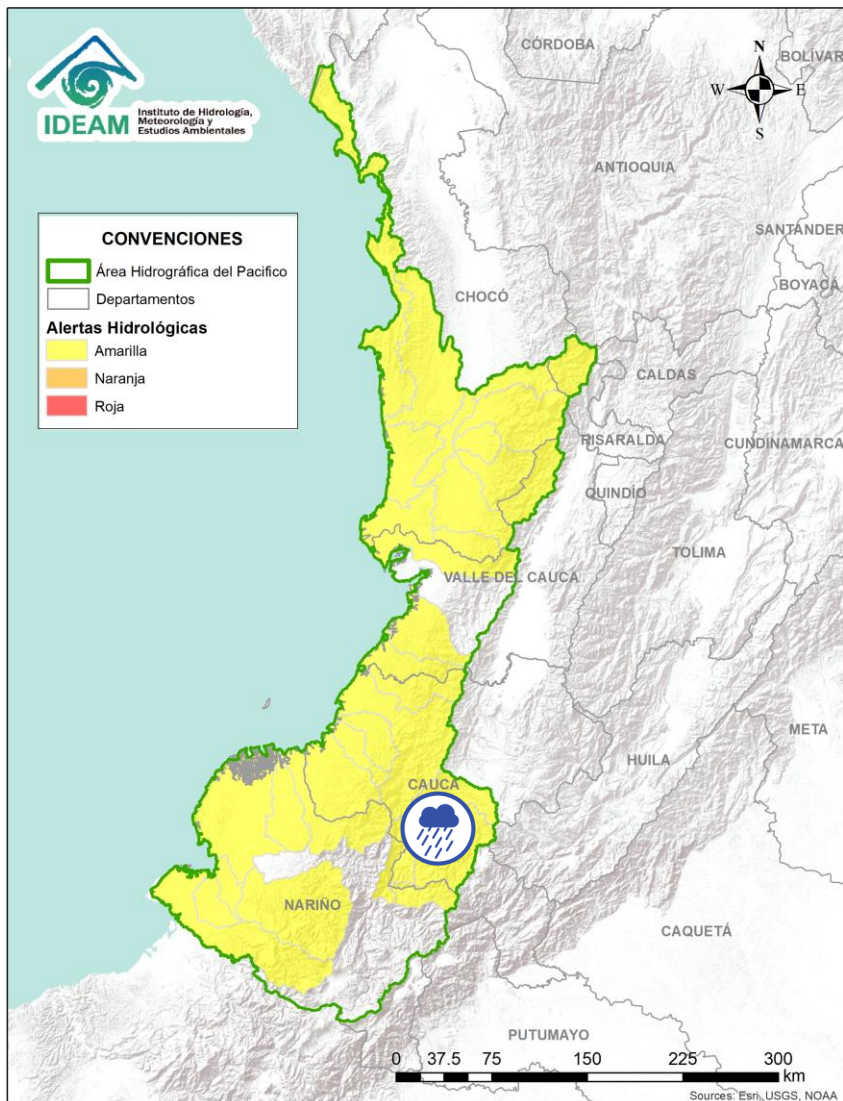 IDEAM
Instituto de Hidrología,
Meteorología y
Estudios Ambientales
N
W E
S
CÓRDOBA
BOLÍVAR
ANTIOQUIA
SANTANDER
BOYACÁ
CONVENCIONES
Área Hidrográfica del Pacifico
Departamentos
Alertas Hidrológicas
Amarilla
Naranja
Roja
CHOCÓ
CALDAS
RISARALDA
CUNDINAMARCA
QUINDÍO
TOLIMA
VALLE DEL CAUCA
META
HUILA
CAUCA
NARIÑO
CAQUETÁ
PUTUMAYO
0 37.5 75 150 225 300
km
Sources: Esri, USGS, NOAA